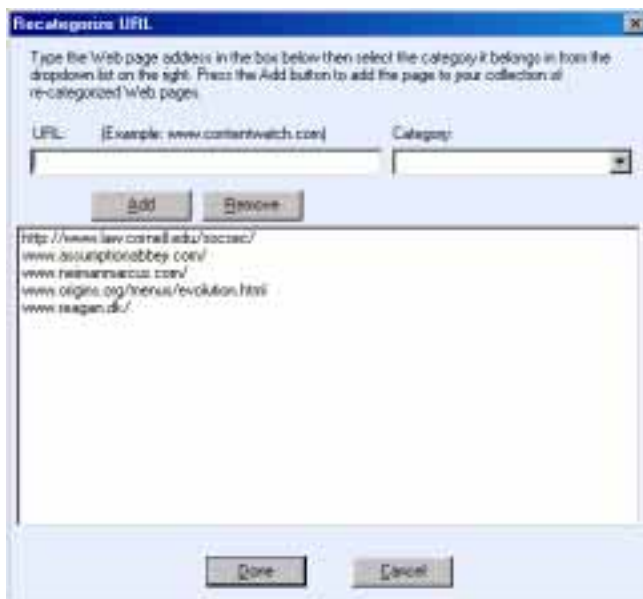 Recategorize URL
Type the Web page address in the box below then select the category it belongs in from the
dropdown list on the right. Press the Add button to add the page to your collection of
re-categorized Web pages.
URL: (Example: www.contentwatch.com) Category:
Add Remove
http://www.law.cornell.edu/socsec/
www.assumptionabbey.com/
www.neimanmarcus.com/
www.origins.org/menus/evolution.html
www.reagan.dk/
Done Cancel